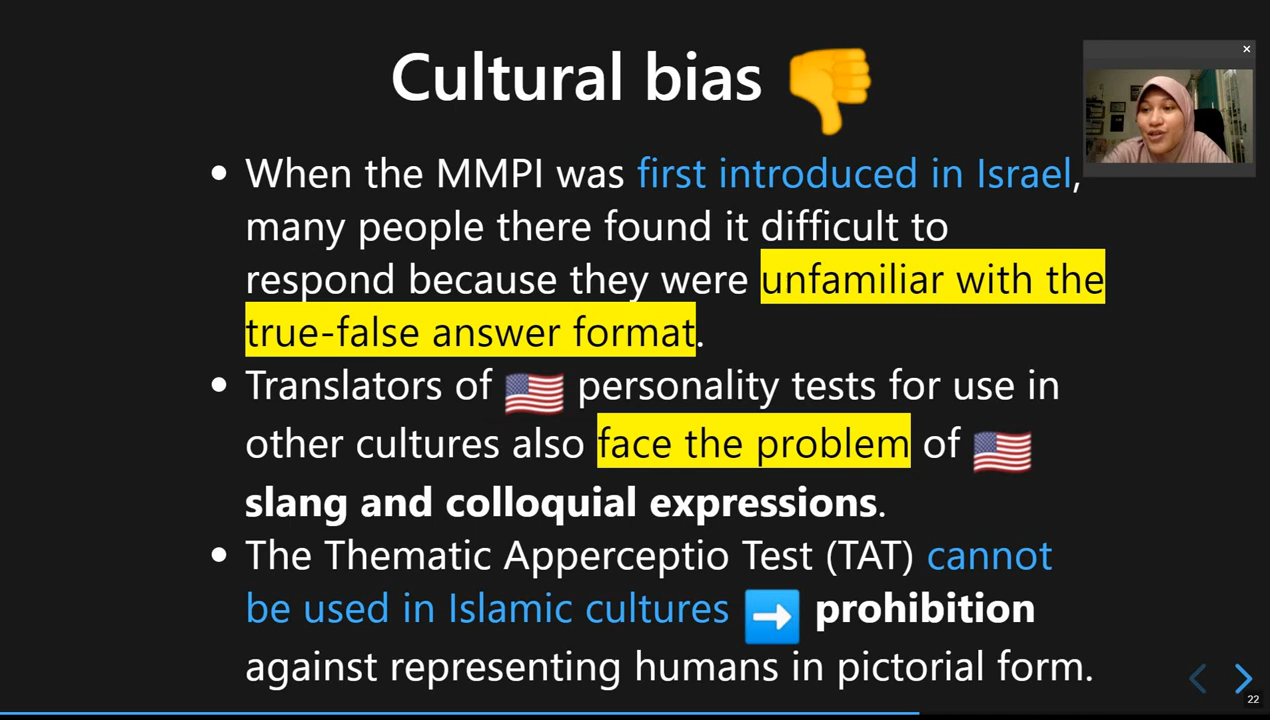 Cultural bias 👎
• When the MMPI was first introduced in Israel,
many people there found it difficult to
respond because they were unfamiliar with the
true-false answer format.
• Translators of 🇺🇸 personality tests for use in
other cultures also face the problem of 🇺🇸
slang and colloquial expressions.
• The Thematic Apperceptio Test (TAT) cannot
be used in Islamic cultures ➡️ prohibition
against representing humans in pictorial form.
22